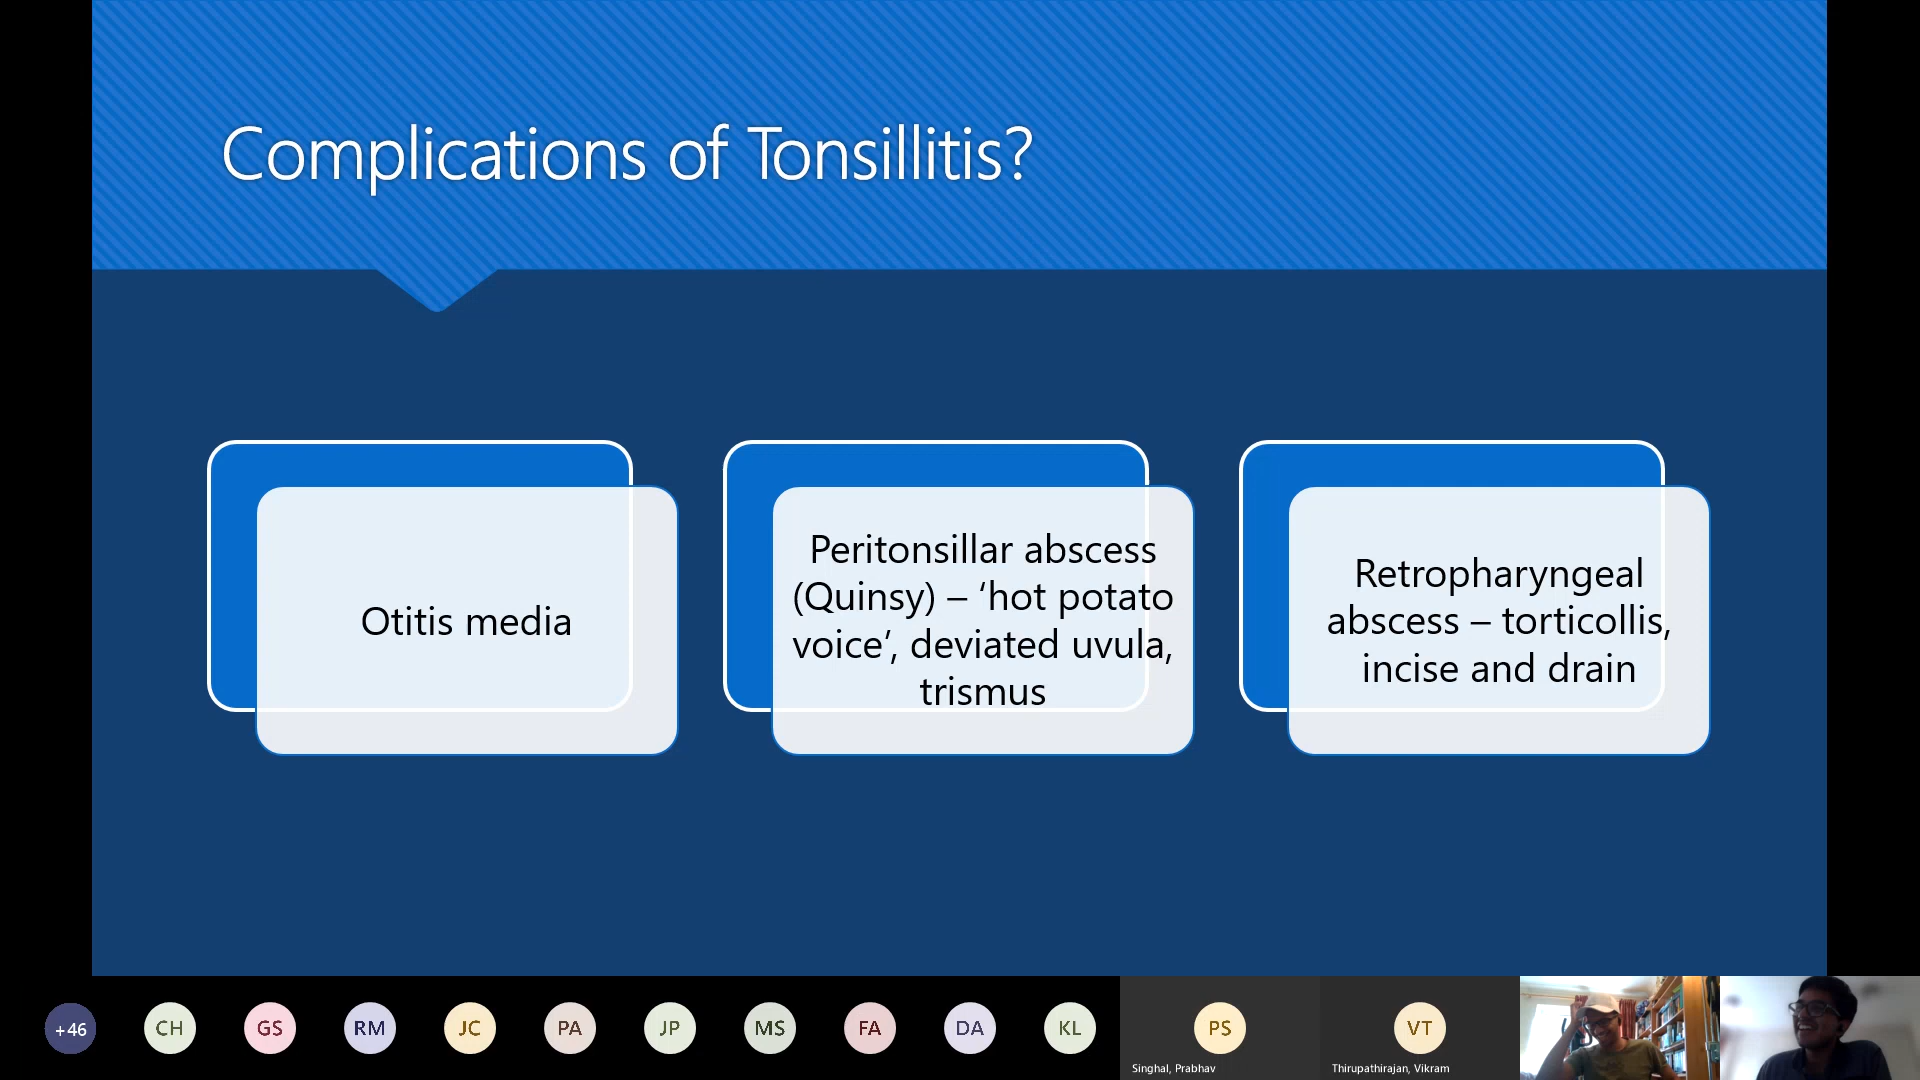 Complications of Tonsillitis?
Otitis media
Peritonsillar abscess
(Quinsy) – ‘hot potato
voice’, deviated uvula,
trismus
Retropharyngeal
abscess – torticollis,
incise and drain
+46
CH
GS
RM
JC
PA
JP
MS
FA
DA
KL
PS
Singhal, Prabhav
VT
Thirupathirajan, Vikram